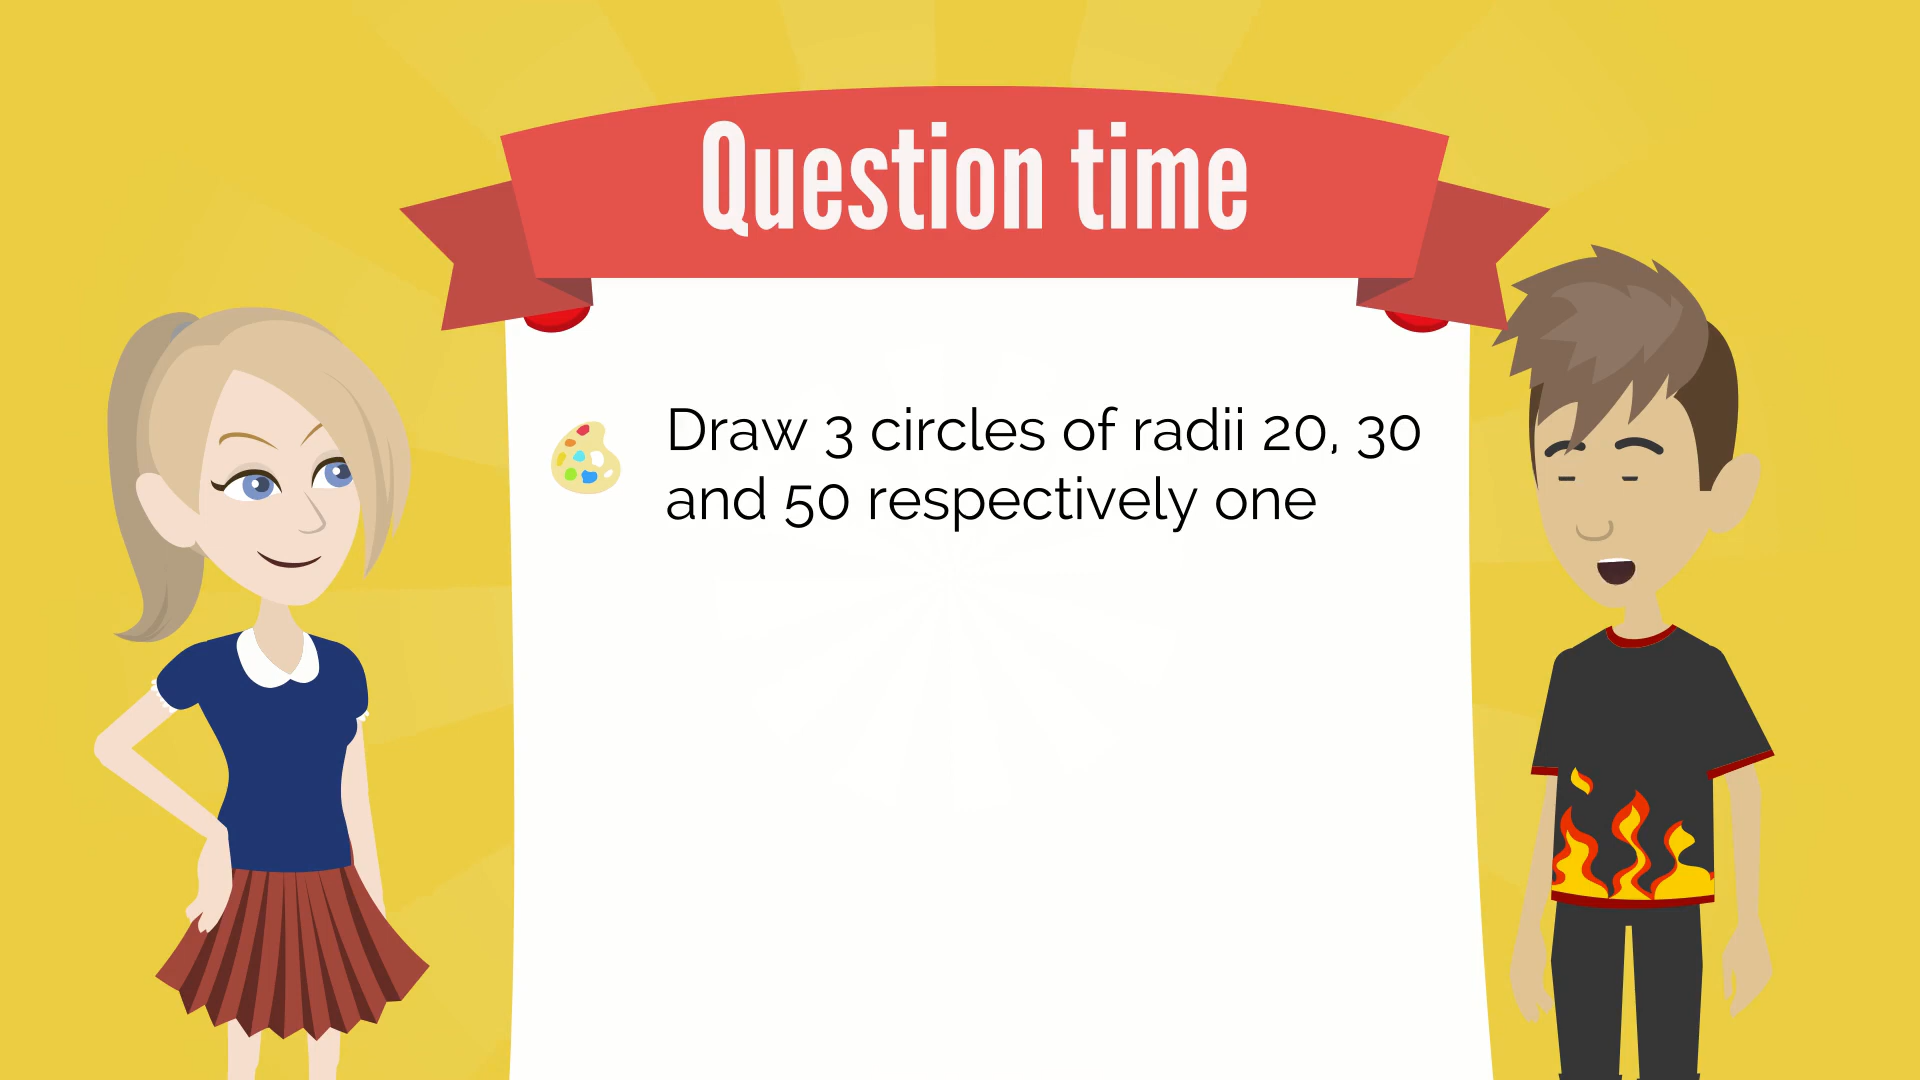 Question time
Draw 3 circles of radii 20, 30
and 50 respectively one